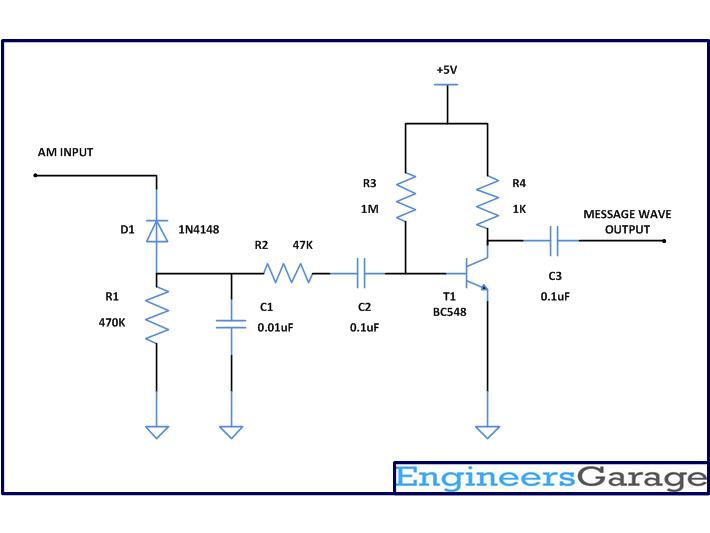 +5V
AM INPUT
R3
1M
R4
1K
D1
1N4148
MESSAGE WAVE
OUTPUT
R2
47K
R1
470K
C1
0.01uF
C2
0.1uF
T1
BC548
C3
0.1uF
EngineersGarage